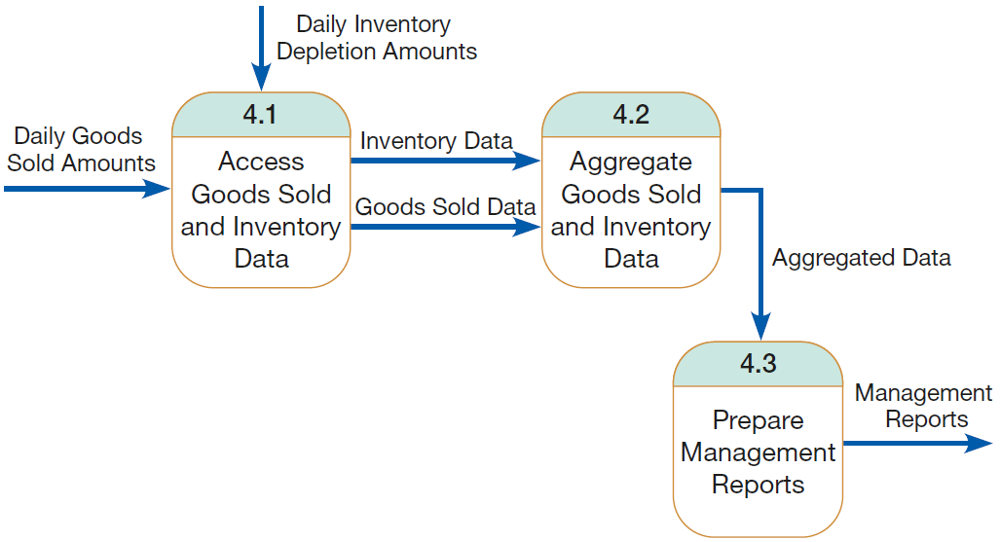 Daily Inventory
Depletion Amounts
Daily Goods
Sold Amounts
4.1
Access
Goods Sold
and Inventory
Data
Inventory Data
Goods Sold Data
4.2
Aggregate
Goods Sold
and Inventory
Data
Aggregated Data
4.3
Prepare
Management
Reports
Management
Reports